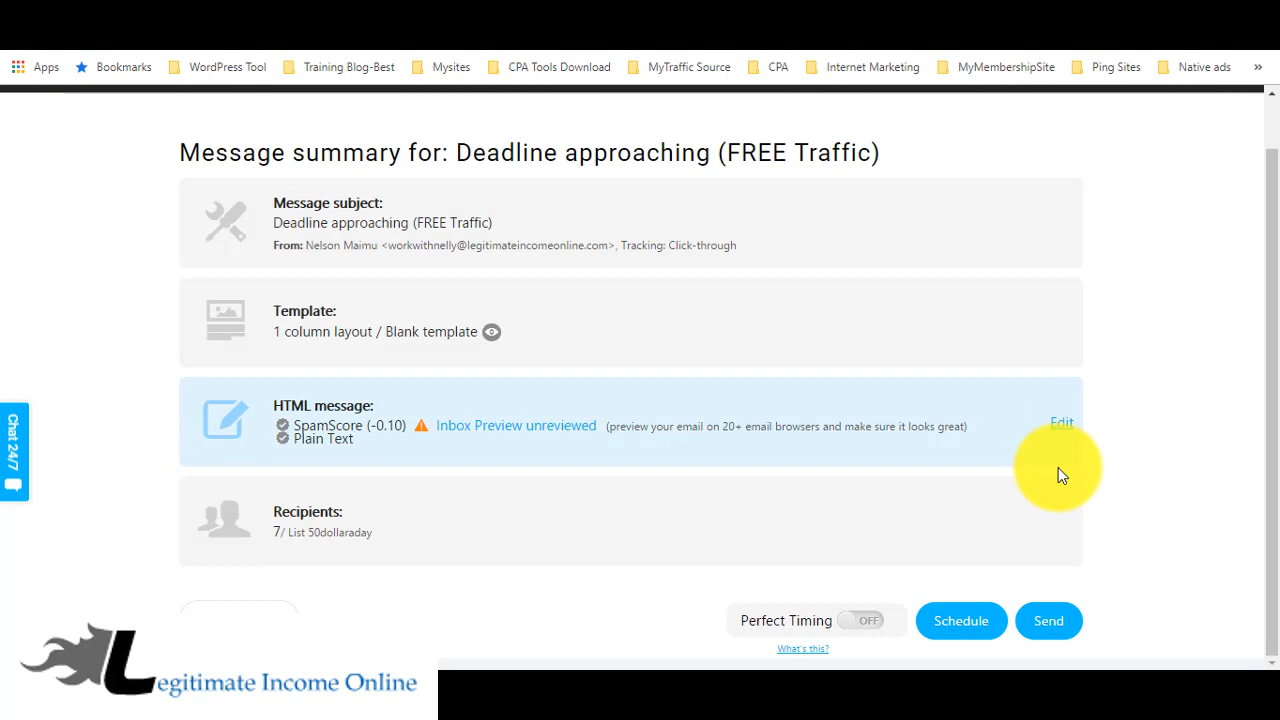 Apps Bookmarks WordPress Tool Training Blog-Best Mysites CPA Tools Download MyTraffic Source CPA Internet Marketing MyMembershipSite Ping Sites Native ads »
Message summary for: Deadline approaching (FREE Traffic)
Message subject:
Deadline approaching (FREE Traffic)
From: Nelson Maimu <workwithnelly@legitimateincomeonline.com>, Tracking: Click-through
Template:
1 column layout / Blank template
HTML message:
SpamScore (-0.10) Inbox Preview unreviewed (preview your email on 20+ email browsers and make sure it looks great) Edit
Plain Text
Chat 24/7
Recipients:
7/ List 50dollaraday
Perfect Timing OFF Schedule Send
What's this?
Legitimate Income Online